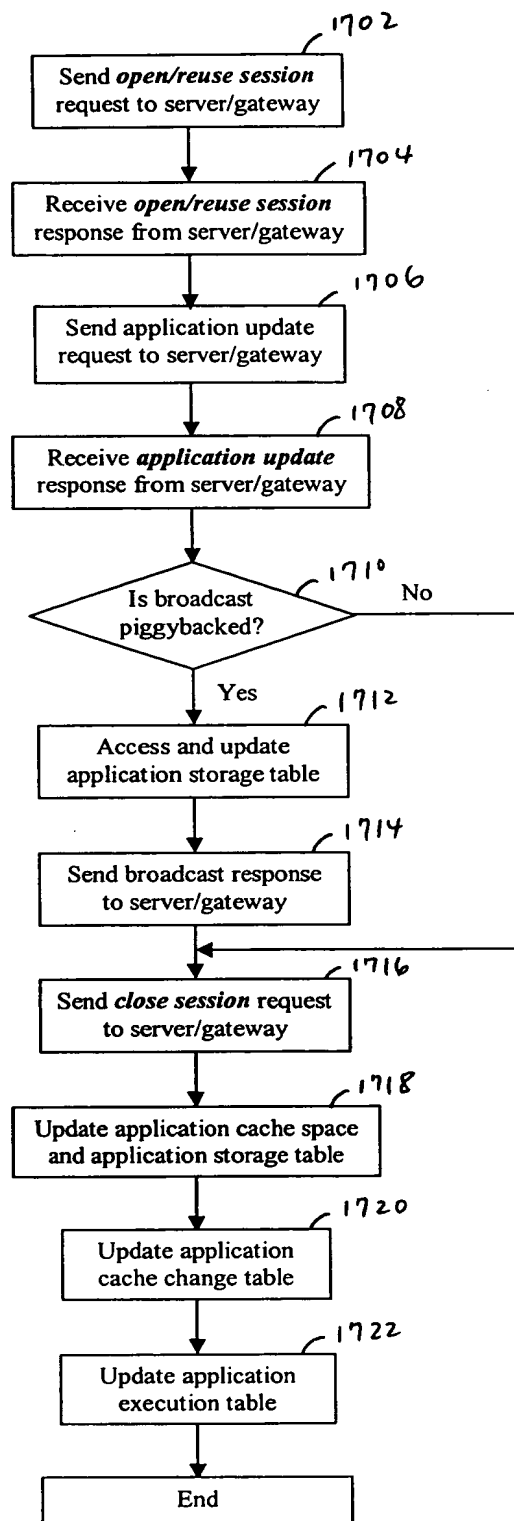 1702
Send open/reuse session
request to server/gateway
1704
Receive open/reuse session
response from server/gateway
1706
Send application update
request to server/gateway
1708
Receive application update
response from server/gateway
1710
Is broadcast
piggybacked?
No
Yes
1712
Access and update
application storage table
1714
Send broadcast response
to server/gateway
1716
Send close session request
to server/gateway
1718
Update application cache space
and application storage table
1720
Update application
cache change table
1722
Update application
execution table
End